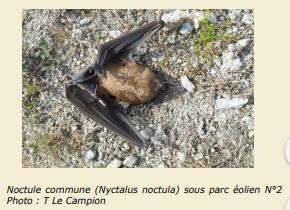 Noctule commune (Nyctalus noctula) sous parc éolien N°2
Photo : T Le Campion